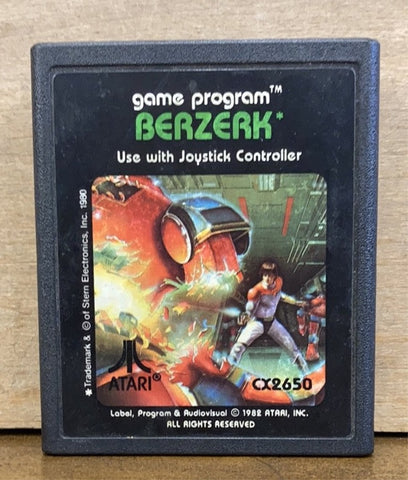 game program™
BERZERK*
Use with Joystick Controller
* Trademark & © of Stern Electronics, Inc. 1980
ATARI®
CX2650
Label, Program & Audiovisual © 1982 ATARI, INC.
ALL RIGHTS RESERVED